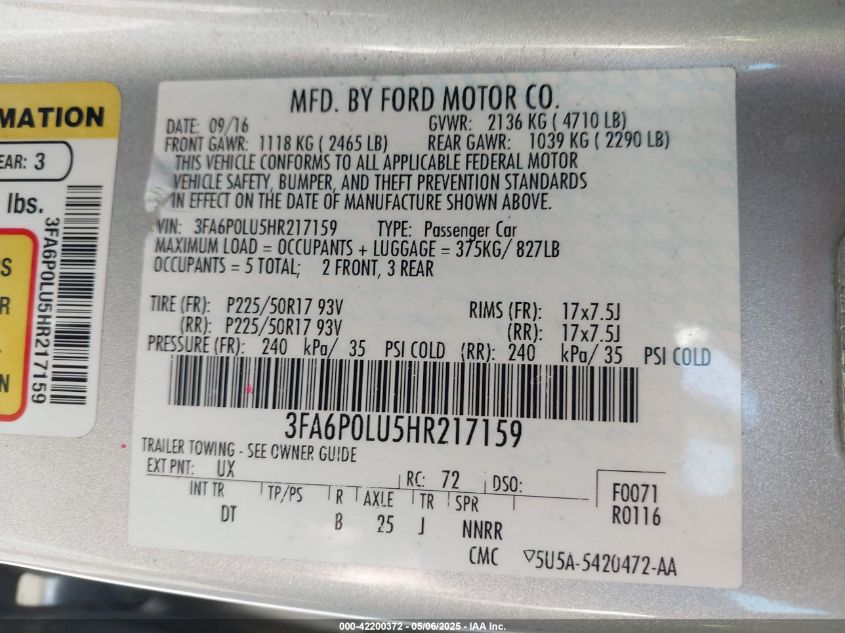 MATION
EAR: 3
lbs.
3FA6P0LU5HR217159
S
R
N
MFD. BY FORD MOTOR CO.
DATE: 09/16 GVWR: 2136 KG ( 4710 LB)
FRONT GAWR: 1118 KG ( 2465 LB) REAR GAWR: 1039 KG ( 2290 LB)
THIS VEHICLE CONFORMS TO ALL APPLICABLE FEDERAL MOTOR
VEHICLE SAFETY, BUMPER, AND THEFT PREVENTION STANDARDS
IN EFFECT ON THE DATE OF MANUFACTURE SHOWN ABOVE.
VIN: 3FA6P0LU5HR217159 TYPE: Passenger Car
MAXIMUM LOAD = OCCUPANTS + LUGGAGE = 375KG/ 827LB
OCCUPANTS = 5 TOTAL; 2 FRONT, 3 REAR
TIRE (FR): P225/50R17 93V RIMS (FR): 17x7.5J
(RR): P225/50R17 93V (RR): 17x7.5J
PRESSURE (FR): 240 kPa/ 35 PSI COLD (RR): 240 kPa/ 35 PSI COLD
3FA6P0LU5HR217159
TRAILER TOWING - SEE OWNER GUIDE
EXT PNT: UX RC: 72 DSO:
INT TR TP/PS R AXLE TR SPR F0071
DT B 25 J NNRR R0116
CMC ▽5U5A-5420472-AA
000-42200372 - 05/06/2025 - IAA Inc.